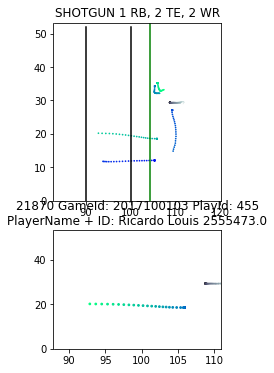 SHOTGUN 1 RB, 2 TE, 2 WR
50
40
30
20
10
0
90 100 110 120
21870 GameId: 2017100103 PlayId: 455
PlayerName + ID: Ricardo Louis 2555473.0
40
20
0
90 95 100 105 110